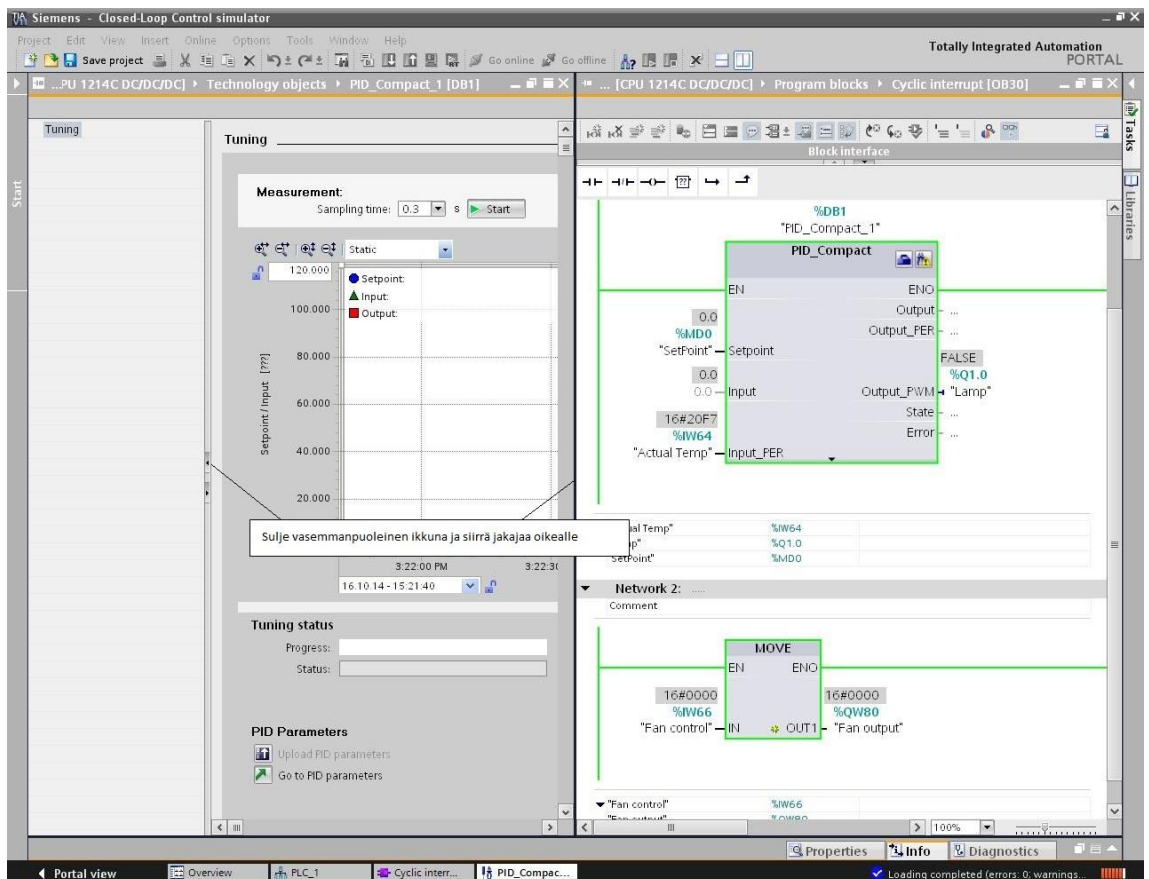 Siemens - Closed-Loop Control simulator
Project Edit View Insert Online Options Tools Window Help
Save project
Go online
Go offline
Totally Integrated Automation
PORTAL
...PU 1214C DC/DC/DC] Technology objects PID_Compact_1 [DB1]
Start
Tuning
Tuning
Measurement:
Sampling time: 0.3 s Start
Static
120.000
100.000
80.000
60.000
40.000
20.000
Setpoint:
Input:
Output:
Setpoint / Input [???]
3:22:00 PM
16.10.14 - 15:21:40
Sulje vasemmanpuoleinen ikkuna ja siirrä jakajaa oikealle
Tuning status
Progress:
Status:
PID Parameters
Upload PID parameters
Go to PID parameters
... [CPU 1214C DC/DC/DC] Program blocks Cyclic interrupt [OB30]
Block interface
??
%DB1
"PID_Compact_1"
PID_Compact
EN ENO
Output ...
Output_PER ...
0.0
%MD0
"SetPoint" Setpoint
0.0
0.0 Input
FALSE
%Q1.0
Output_PWM "Lamp"
16#20F7
%IW64
"Actual Temp" Input_PER
State ...
Error ...
%IW64
%Q1.0
"SetPoint" %MD0
Network 2: .....
Comment
MOVE
EN ENO
16#0000
%IW66
"Fan control" IN
16#0000
%QW80
OUT1 "Fan output"
"Fan control" %IW66
"Fan output" %QW80
100%
Properties Info Diagnostics
Tasks
Libraries
Portal view Overview PLC_1 Cyclic interr... PID_Compac...
Loading completed (errors: 0; warnings...